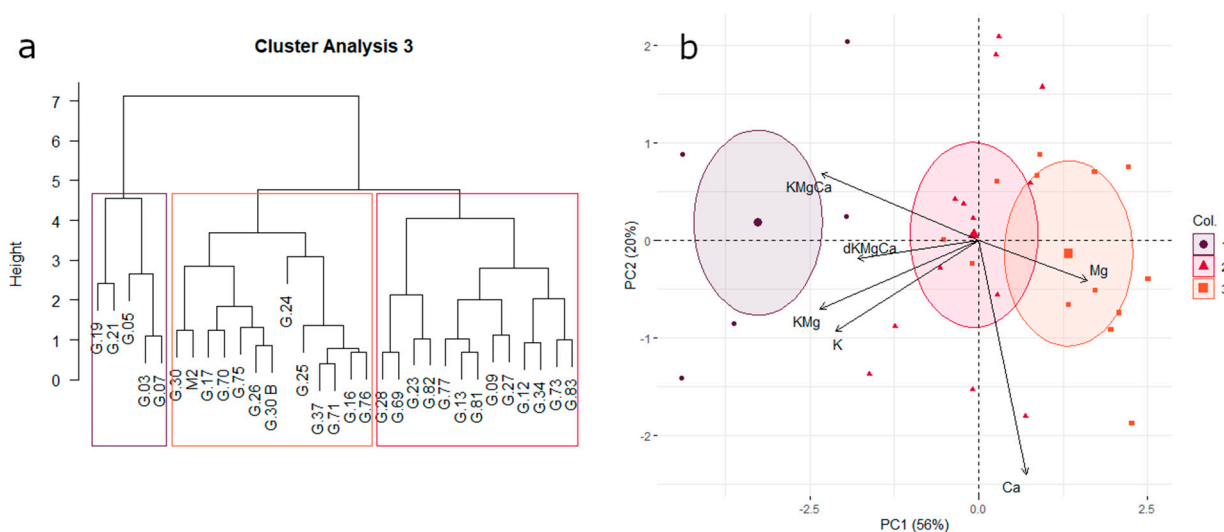 a
Cluster Analysis 3
Height
7
6
5
4
3
2
1
0
G.19
G.21
G.05
G.03
G.07
G.30
M2
G.17
G.70
G.75
G.26
G.30 B
G.24
G.25
G.37
G.71
G.16
G.76
G.28
G.69
G.23
G.82
G.77
G.13
G.81
G.09
G.27
G.12
G.34
G.73
G.83
b
PC2 (20%)
2
1
0
-1
-2
KMgCa
dKMgCa
KMg
K
Mg
Ca
-2.5
0.0
2.5
PC1 (56%)
Col.
2
3